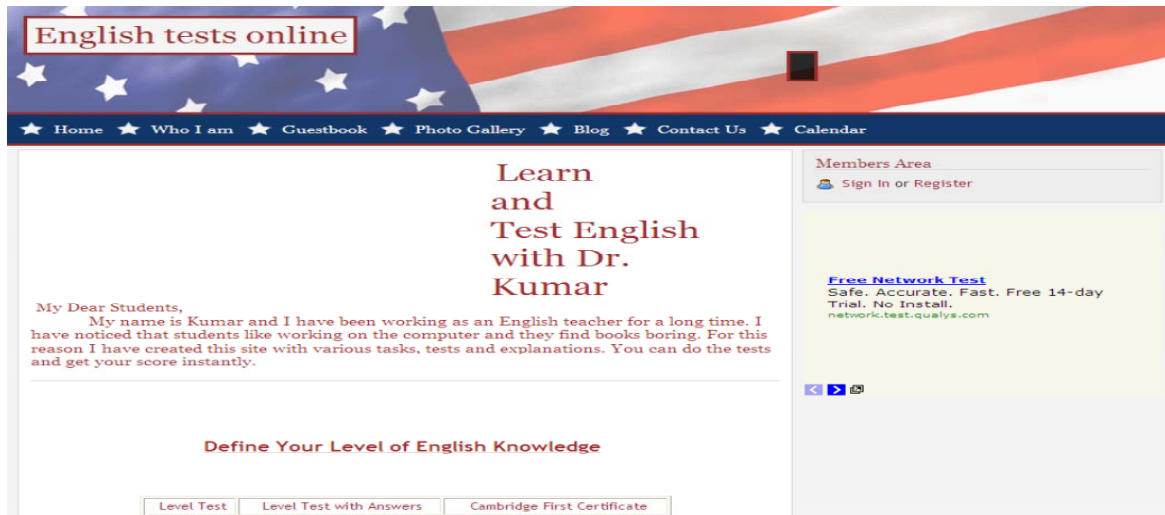 English tests online
Home Who I am Guestbook Photo Gallery Blog Contact Us Calendar
Learn
and
Test English
with Dr.
Kumar
My Dear Students,
My name is Kumar and I have been working as an English teacher for a long time. I
have noticed that students like working on the computer and they find books boring. For this
reason I have created this site with various tasks, tests and explanations. You can do the tests
and get your score instantly.
Define Your Level of English Knowledge
Level Test Level Test with Answers Cambridge First Certificate
Members Area
Sign In or Register
Free Network Test
Safe. Accurate. Fast. Free 14-day
Trial. No Install.
network.test.qualys.com